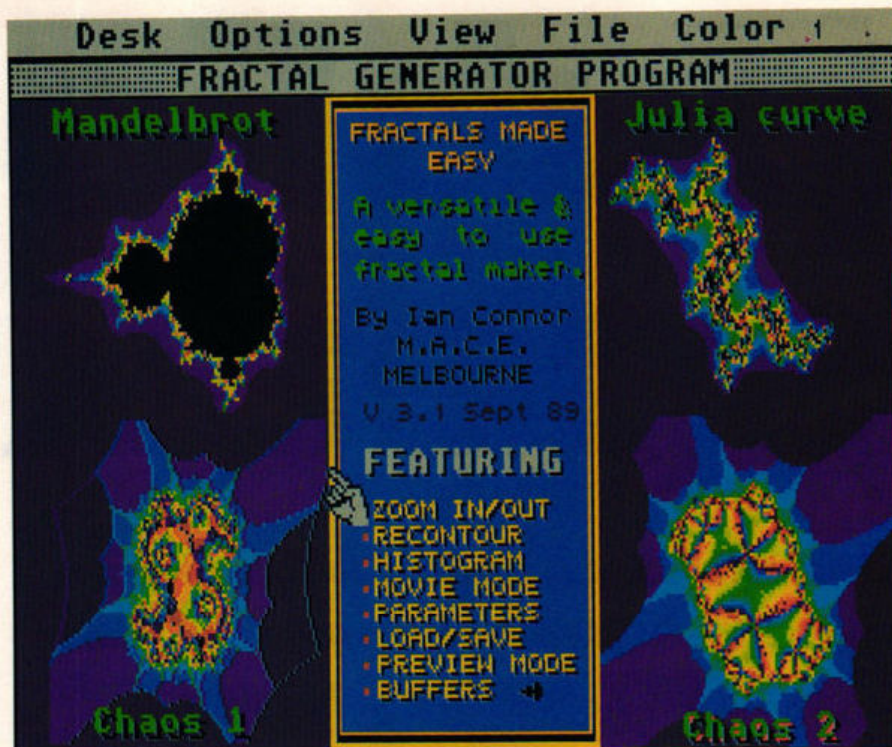 Desk Options View File Color 1
FRACTAL GENERATOR PROGRAM
Mandelbrot
Julia curve
FRACTALS MADE
EASY
A versatile &
easy to use
fractal maker.
By Ian Connor
M.A.C.E.
MELBOURNE
V 3.1 Sept 89
FEATURING
ZOOM IN/OUT
RECONTOUR
HISTOGRAM
MOVIE MODE
PARAMETERS
LOAD/SAVE
PREVIEW MODE
BUFFERS
Chaos 1
Chaos 2